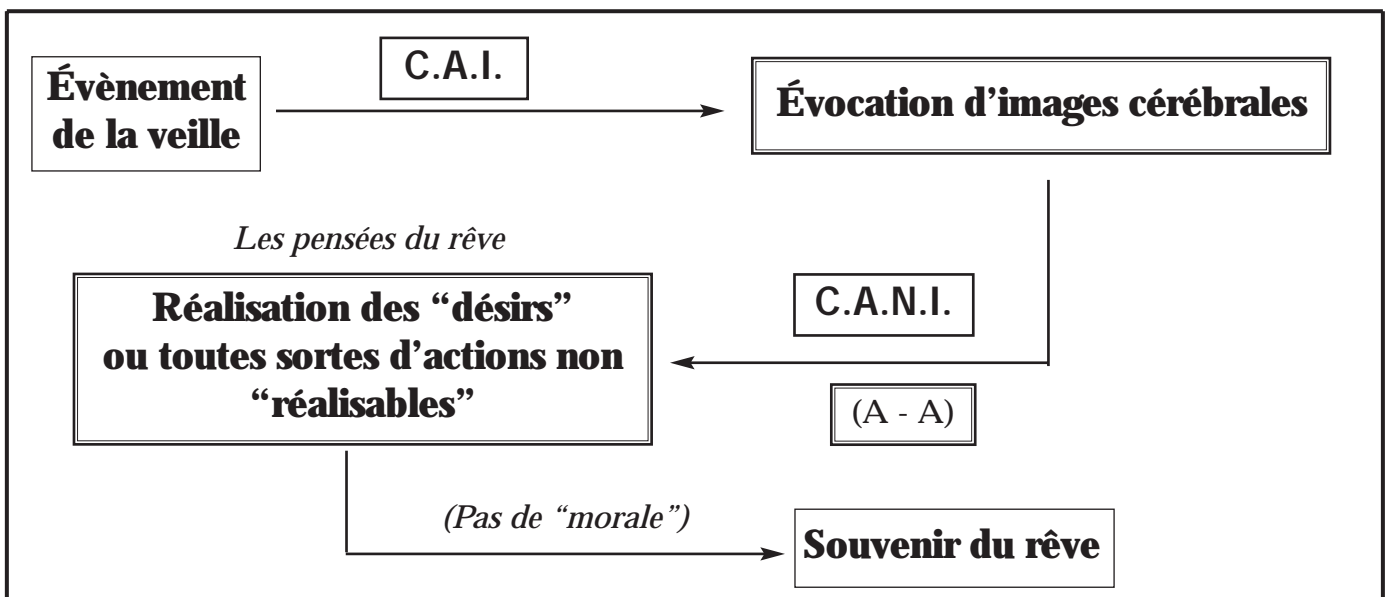 C.A.I.
Évènement
de la veille
Évocation d’images cérébrales
Les pensées du rêve
Réalisation des “désirs”
ou toutes sortes d’actions non
“réalisables”
C.A.N.I.
(A - A)
(Pas de “morale”)
Souvenir du rêve